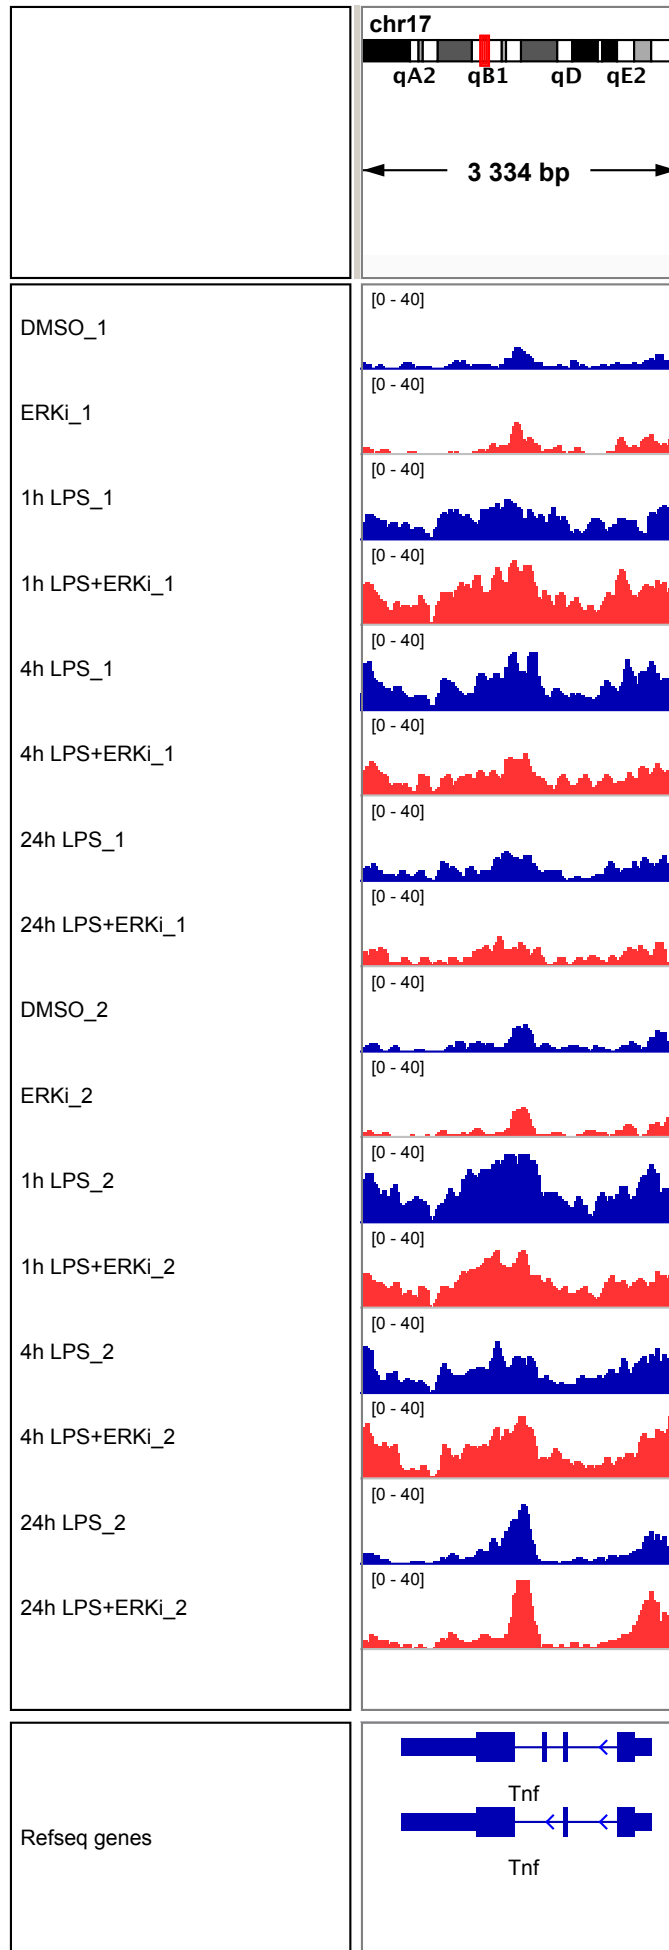 chr17
qA2 qB1 qD qE2
3 334 bp
DMSO_1 [0 - 40]
ERKi_1 [0 - 40]
1h LPS_1 [0 - 40]
1h LPS+ERKi_1 [0 - 40]
4h LPS_1 [0 - 40]
4h LPS+ERKi_1 [0 - 40]
24h LPS_1 [0 - 40]
24h LPS+ERKi_1 [0 - 40]
DMSO_2 [0 - 40]
ERKi_2 [0 - 40]
1h LPS_2 [0 - 40]
1h LPS+ERKi_2 [0 - 40]
4h LPS_2 [0 - 40]
4h LPS+ERKi_2 [0 - 40]
24h LPS_2 [0 - 40]
24h LPS+ERKi_2 [0 - 40]
Tnf
Refseq genes
Tnf